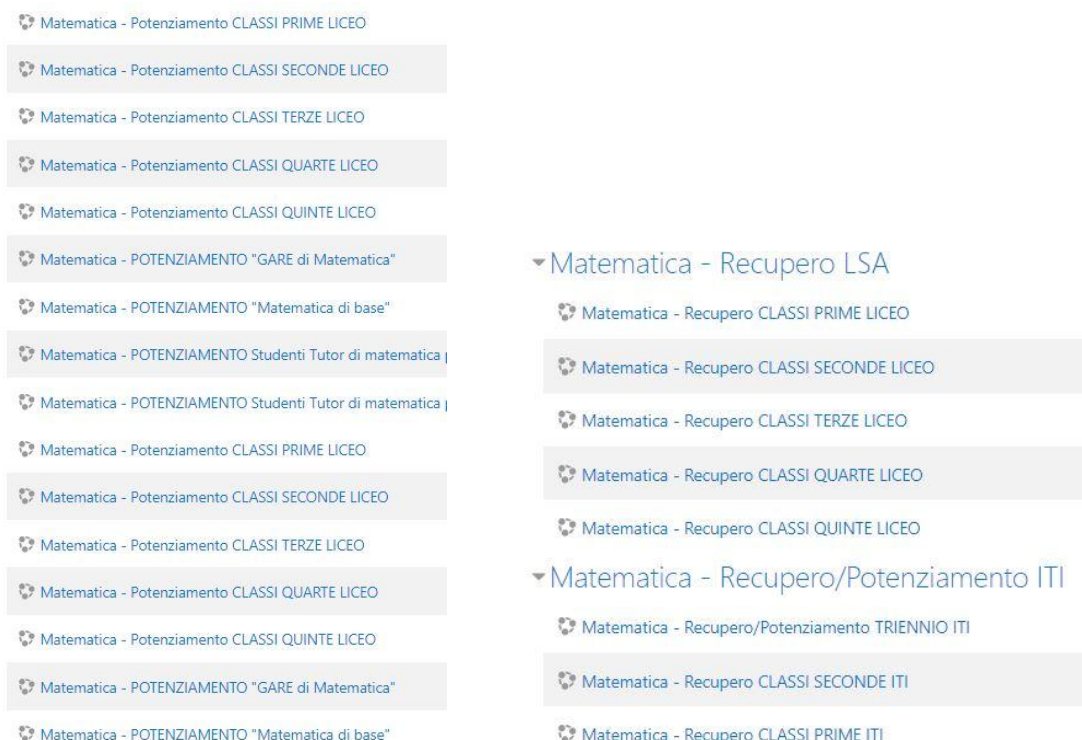 Matematica - Potenziamento CLASSI PRIME LICEO
Matematica - Potenziamento CLASSI SECONDE LICEO
Matematica - Potenziamento CLASSI TERZE LICEO
Matematica - Potenziamento CLASSI QUARTE LICEO
Matematica - Potenziamento CLASSI QUINTE LICEO
Matematica - POTENZIAMENTO "GARE di Matematica"
Matematica - POTENZIAMENTO "Matematica di base"
Matematica - POTENZIAMENTO Studenti Tutor di matematica
Matematica - POTENZIAMENTO Studenti Tutor di matematica
Matematica - Potenziamento CLASSI PRIME LICEO
Matematica - Potenziamento CLASSI SECONDE LICEO
Matematica - Potenziamento CLASSI TERZE LICEO
Matematica - Potenziamento CLASSI QUARTE LICEO
Matematica - Potenziamento CLASSI QUINTE LICEO
Matematica - POTENZIAMENTO "GARE di Matematica"
Matematica - POTENZIAMENTO "Matematica di base"
Matematica - Recupero LSA
Matematica - Recupero CLASSI PRIME LICEO
Matematica - Recupero CLASSI SECONDE LICEO
Matematica - Recupero CLASSI TERZE LICEO
Matematica - Recupero CLASSI QUARTE LICEO
Matematica - Recupero CLASSI QUINTE LICEO
Matematica - Recupero/Potenziamento ITI
Matematica - Recupero/Potenziamento TRIENNIO ITI
Matematica - Recupero CLASSI SECONDE ITI
Matematica - Recupero CLASSI PRIME ITI